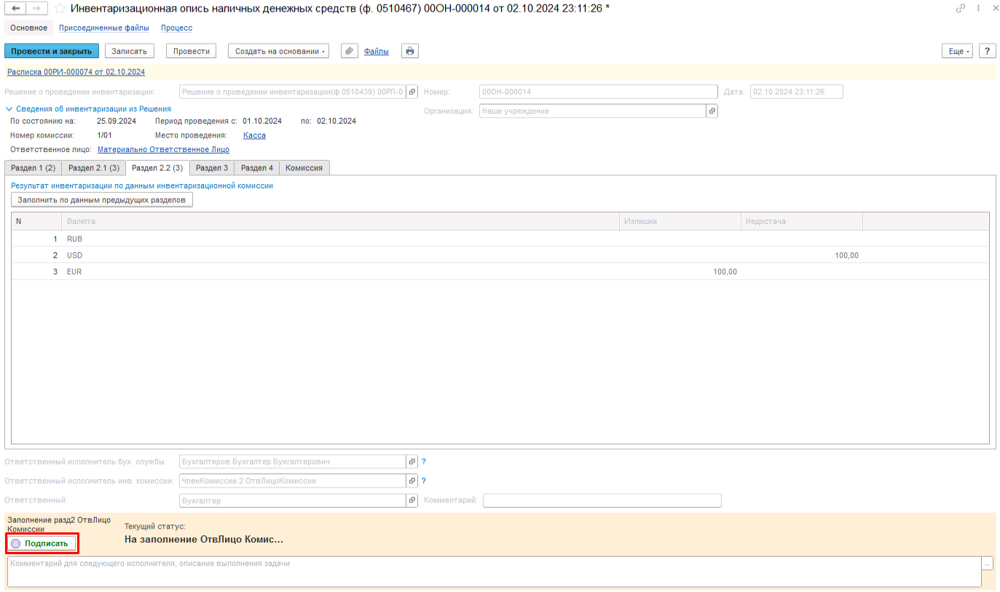 Инвентаризационная опись наличных денежных средств (ф. 0510467) 00ОН-000014 от 02.10.2024 23:11:26 *
Основное Присоединенные файлы Процесс
Провести и закрыть Записать Провести Создать на основании Файлы Еще ?
Расписка 00РИ-000074 от 02.10.2024
Решение о проведении инвентаризации: Решение о проведении инвентаризации(ф.0510439) 00РП-0 Номер: 00ОН-000014 Дата: 02.10.2024 23:11:26
Сведения об инвентаризации из Решения Организация: Наше учреждение
По состоянию на: 25.09.2024 Период проведения с: 01.10.2024 по: 02.10.2024
Номер комиссии: 1/01 Место проведения: Касса
Ответственное лицо: Материально Ответственное Лицо
Раздел 1 (2) Раздел 2.1 (3) Раздел 2.2 (3) Раздел 3 Раздел 4 Комиссия
Результат инвентаризации по данным инвентаризационной комиссии
Заполнить по данным предыдущих разделов
N Валюта Излишки Недостача
1 RUB
2 USD 100,00
3 EUR 100,00
Ответственный исполнитель бух. службы: Бухгалтеров Бухгалтер Бухгалтерович ?
Ответственный исполнитель инв. комиссии: ЧленКомиссии 2 ОтвЛицоКомиссии ?
Ответственный: Бухгалтер Комментарий:
Заполнение разд2 ОтвЛицо
Комиссии
Текущий статус:
На заполнение ОтвЛицо Комис...
Подписать
Комментарий для следующего исполнителя, описание выполнения задачи ...